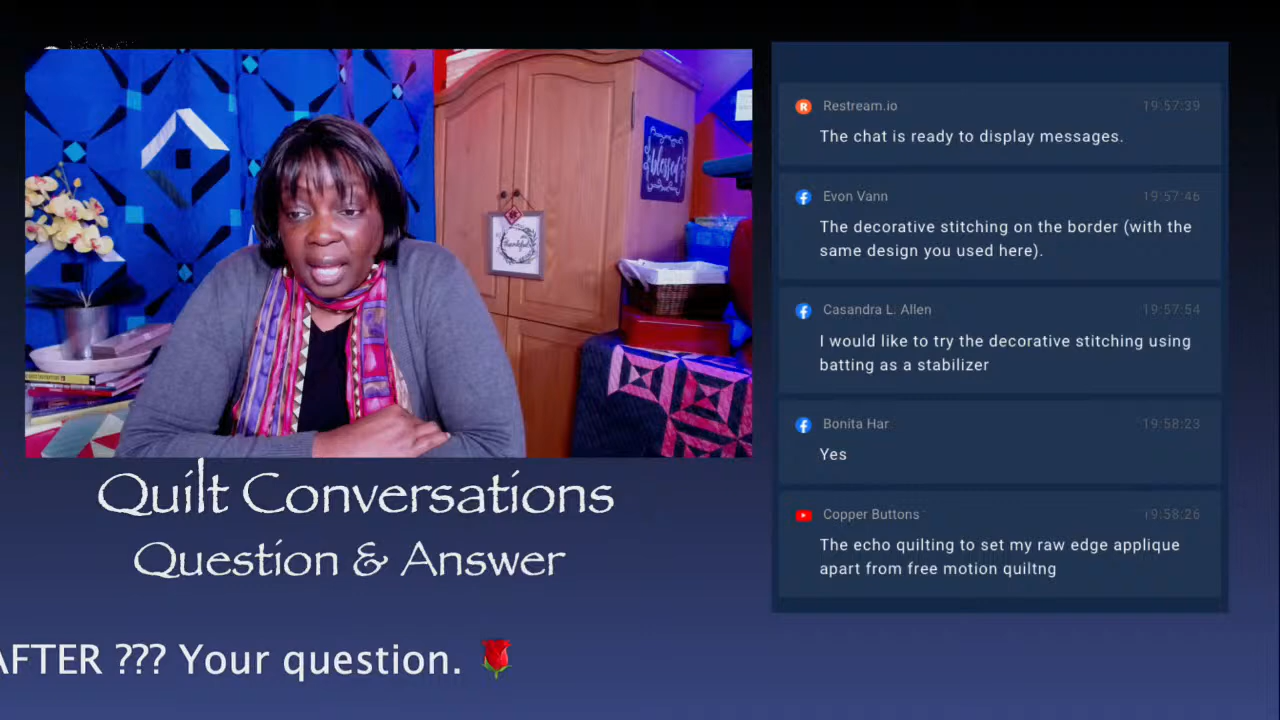 Restream.io 19:57:39
The chat is ready to display messages.
Evon Vann 19:57:46
The decorative stitching on the border (with the
same design you used here).
Casandra L. Allen 19:57:54
I would like to try the decorative stitching using
batting as a stabilizer
Bonita Har 19:58:23
Yes
Copper Buttons 19:58:26
The echo quilting to set my raw edge applique
apart from free motion quiltng
blessed
thankful
Quilt Conversations
Question & Answer
AFTER ??? Your question. 🌹